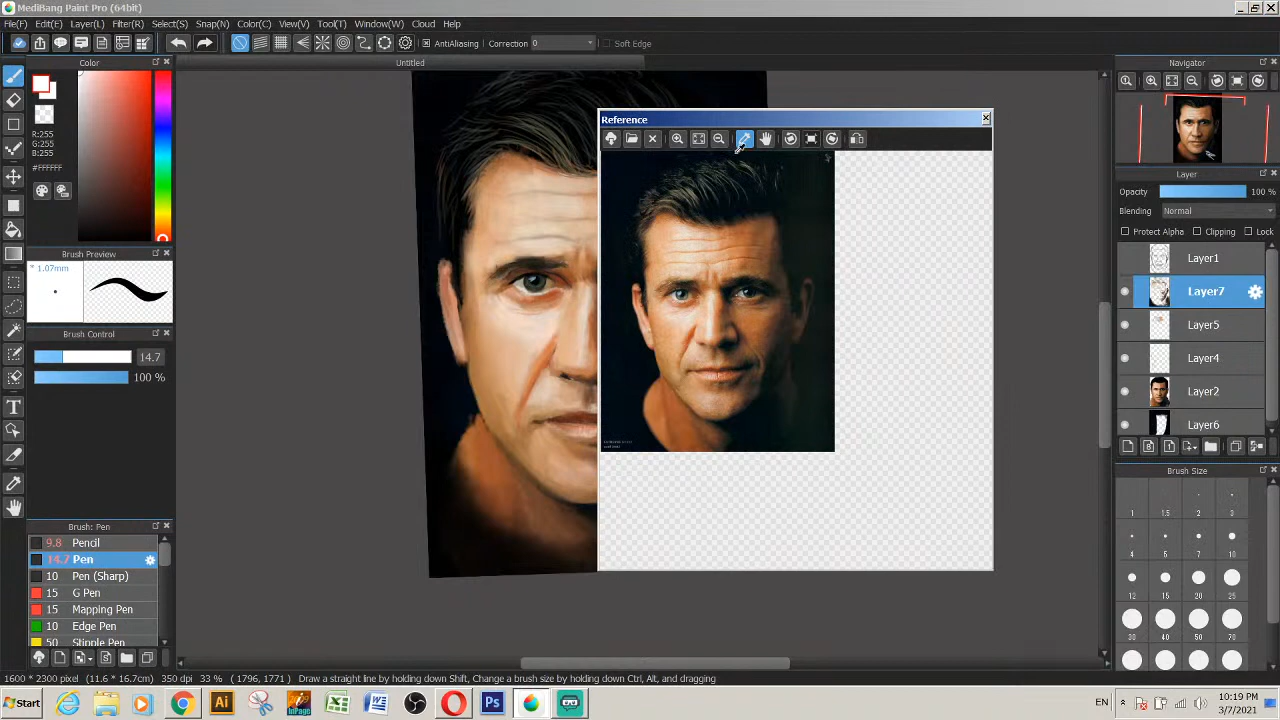 MediBang Paint Pro (64bit)
File(F) Edit(E) Layer(L) Filter(R) Select(S) Snap(N) Color(C) View(V) Tool(T) Window(W) Cloud Help
AntiAliasing Correction 0 Soft Edge
Color
Untitled
Navigator
R:255
G:255
B:255
#FFFFFF
Reference
Layer
Opacity 100 %
Blending Normal
Protect Alpha Clipping Lock
Brush Preview
* 1.07mm
Layer1
Layer7
Layer5
Layer4
Layer2
Layer6
Brush Control
14.7
100 %
Brush Size
1 1.5 2 3
4 5 7 10
12 15 20 25
30 40 50 70
Brush: Pen
9.8 Pencil
14.7 Pen
10 Pen (Sharp)
15 G Pen
15 Mapping Pen
10 Edge Pen
50 Stipple Pen
1600 * 2300 pixel (11.6 * 16.7cm) 350 dpi 33 % (1796, 1771) Draw a straight line by holding down Shift, Change a brush size by holding down Ctrl, Alt, and dragging
Start
Ai
IdPage
Ps
EN
10:19 PM
3/7/2021